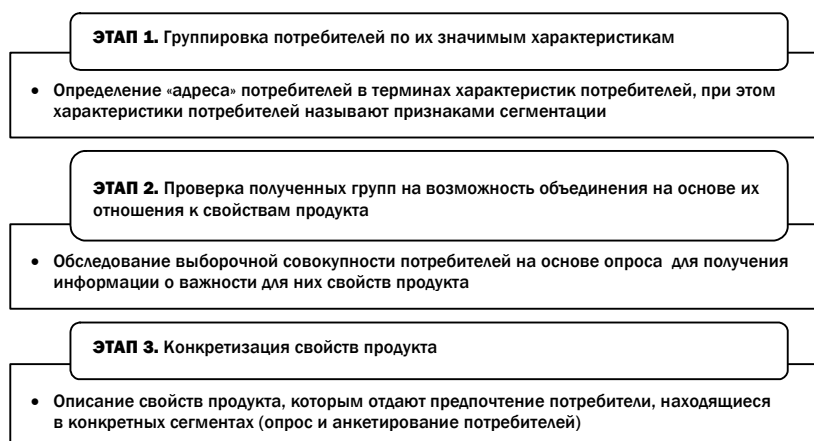 ЭТАП 1. Группировка потребителей по их значимым характеристикам
• Определение «адреса» потребителей в терминах характеристик потребителей, при этом
характеристики потребителей называют признаками сегментации
ЭТАП 2. Проверка полученных групп на возможность объединения на основе их
отношения к свойствам продукта
• Обследование выборочной совокупности потребителей на основе опроса для получения
информации о важности для них свойств продукта
ЭТАП 3. Конкретизация свойств продукта
• Описание свойств продукта, которым отдают предпочтение потребители, находящиеся
в конкретных сегментах (опрос и анкетирование потребителей)